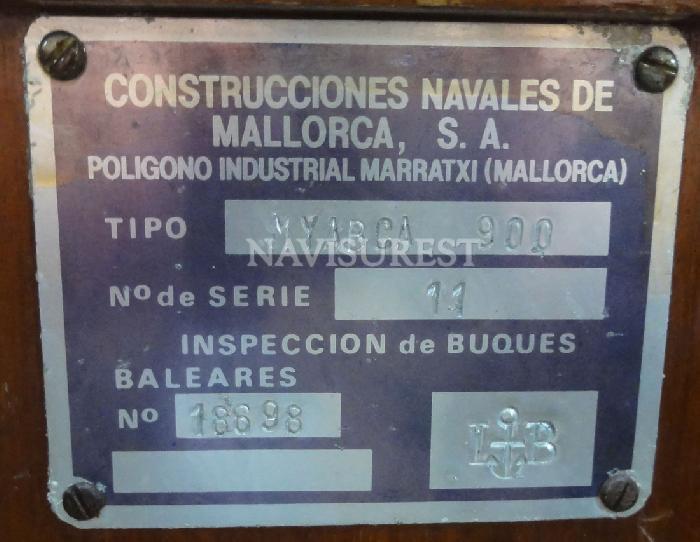 CONSTRUCCIONES NAVALES DE
MALLORCA, S. A.
POLIGONO INDUSTRIAL MARRATXI (MALLORCA)
TIPO MYABCA 900
NAVISUREST
Nº de SERIE 11
INSPECCION de BUQUES
BALEARES
Nº 18698
I B